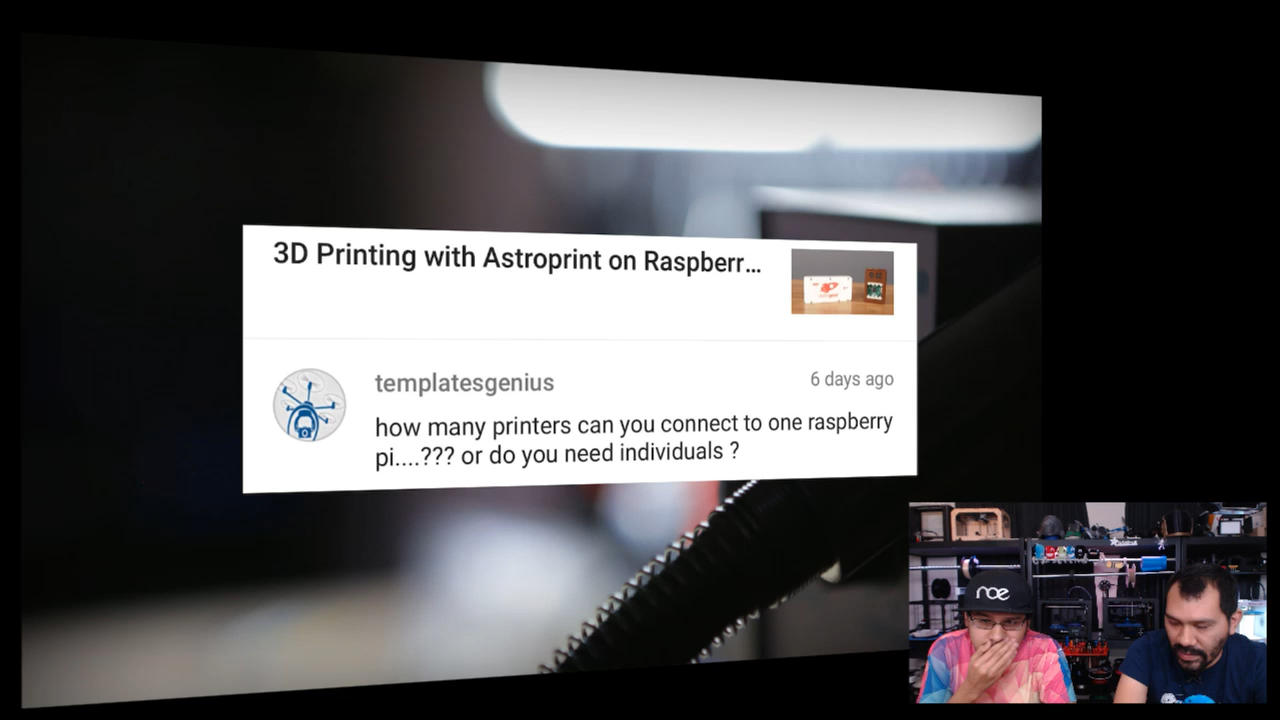 3D Printing with Astroprint on Raspberr...
templatesgenius
6 days ago
how many printers can you connect to one raspberry
pi....??? or do you need individuals ?
noe